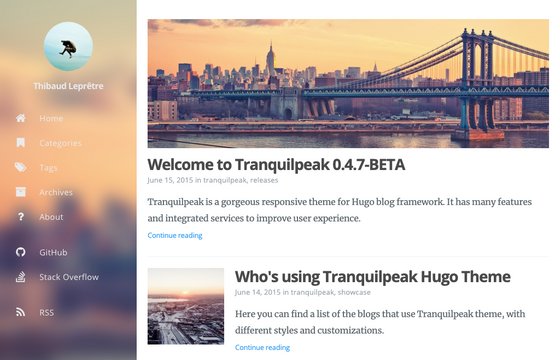 Thibaud Leprêtre
Home
Categories
Tags
Archives
About
GitHub
Stack Overflow
RSS
Welcome to Tranquilpeak 0.4.7-BETA
June 15, 2015 in tranquilpeak, releases
Tranquilpeak is a gorgeous responsive theme for Hugo blog framework. It has many features
and integrated services to improve user experience.
Continue reading
Who's using Tranquilpeak Hugo Theme
June 14, 2015 in tranquilpeak, showcase
Here you can find a list of the blogs that use Tranquilpeak theme, with
different styles and customizations.
Continue reading